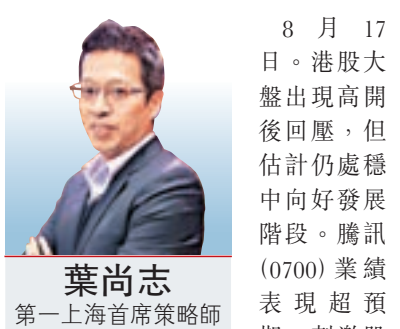 葉尚志
第一上海首席策略師
8月17
日。港股大
盤出現高開
後回壓，但
估計仍處穩
中向好發展
階段。騰訊
(0700)業績
表現超預